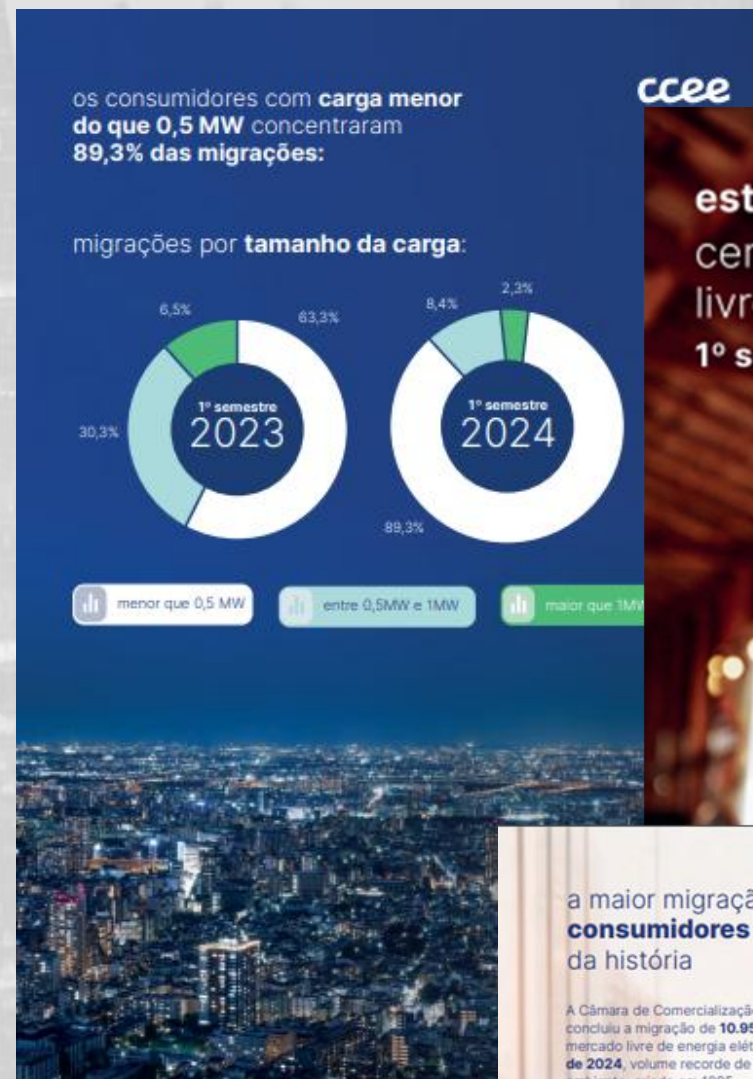 os consumidores com carga menor
do que 0,5 MW concentraram
89,3% das migrações:
ccee
migrações por tamanho da carga:
6,5%
63,3%
30,3%
1º semestre
2023
8,4%
2,3%
89,3%
1º semestre
2024
menor que 0,5 MW
entre 0,5MW e 1MW
maior que 1MW
est
cer
livr
1º s
a maior migraçã
consumidores
da história
A Câmara de Comercializaçã
concluiu a migração de 10.95
mercado livre de energia elét
de 2024, volume recorde de